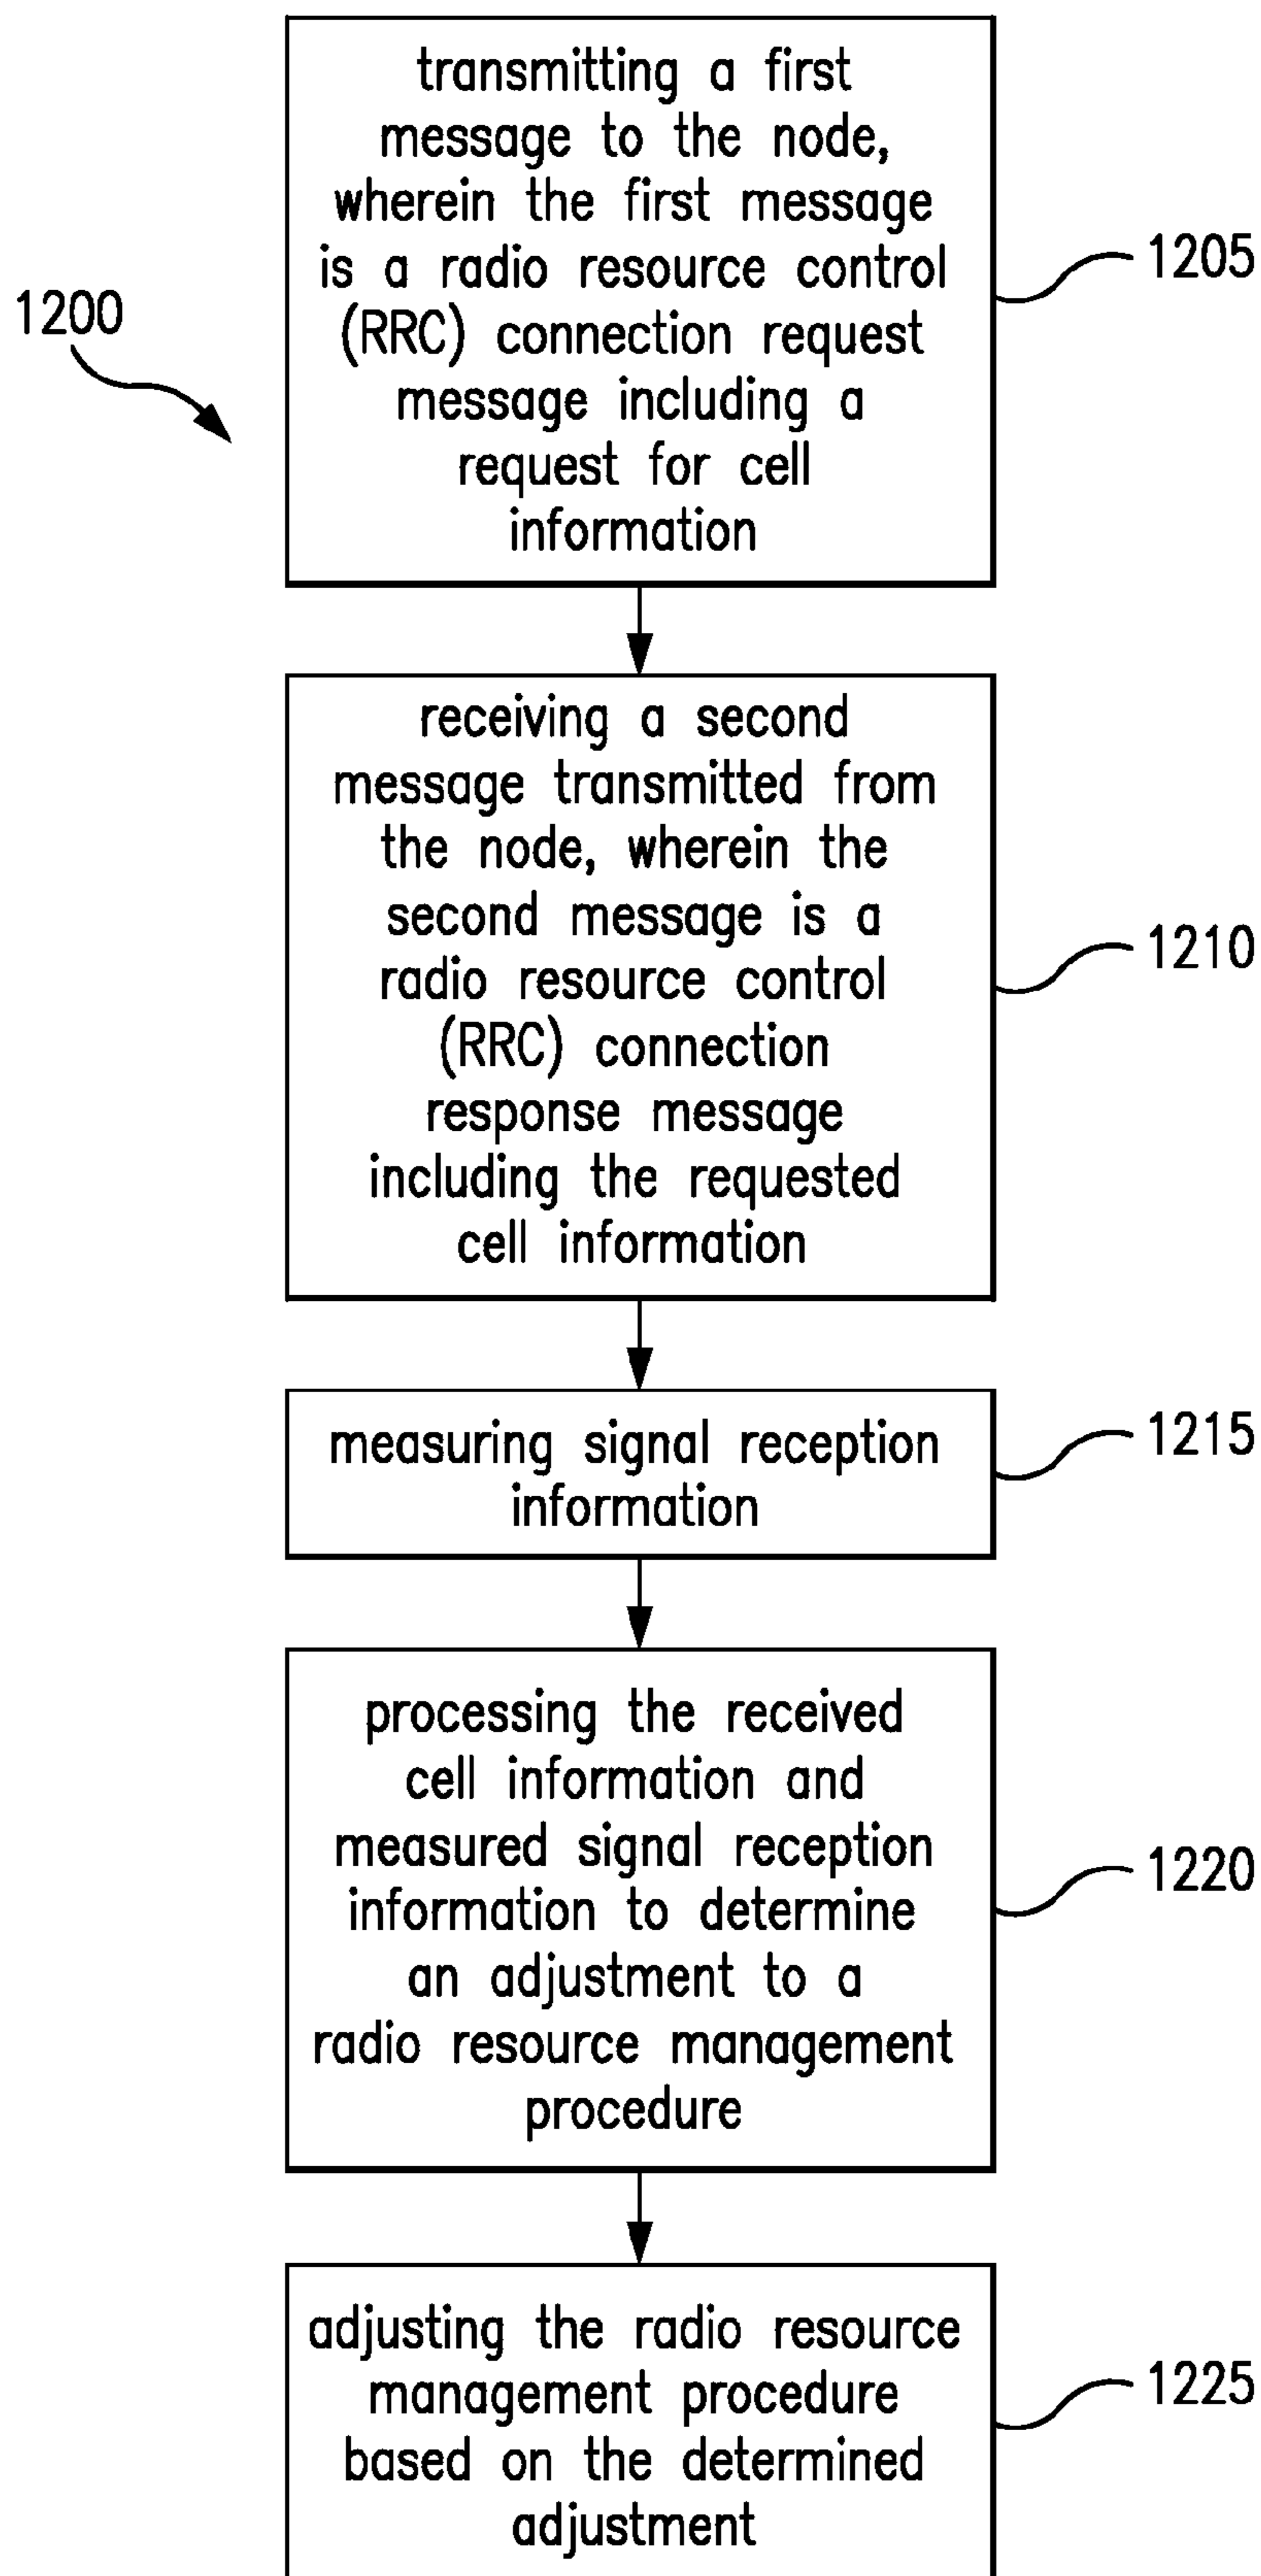 transmitting a first
message to the node,
wherein the first message
is a radio resource control
(RRC) connection request
message including a
request for cell
information
1205
1200
receiving a second
message transmitted from
the node, wherein the
second message is a
radio resource control
(RRC) connection
response message
including the requested
cell information
1210
measuring signal reception
information
1215
processing the received
cell information and
measured signal reception
information to determine
an adjustment to a
radio resource management
procedure
1220
adjusting the radio resource
management procedure
based on the determined
adjustment
1225